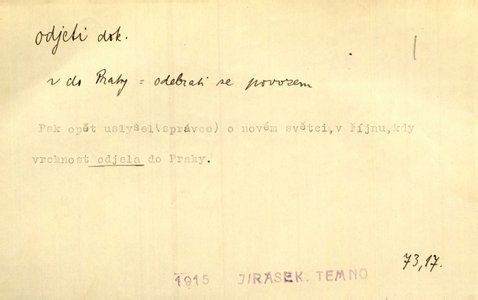 odjeti dok.
v do Prahy = odebrati se povozem
Pak opět uslyšel(správce) o novém světci,v říjnu,kdy
vrchnost odjela do Prahy.
73,17.
1915 JIRASEK. TEMNO